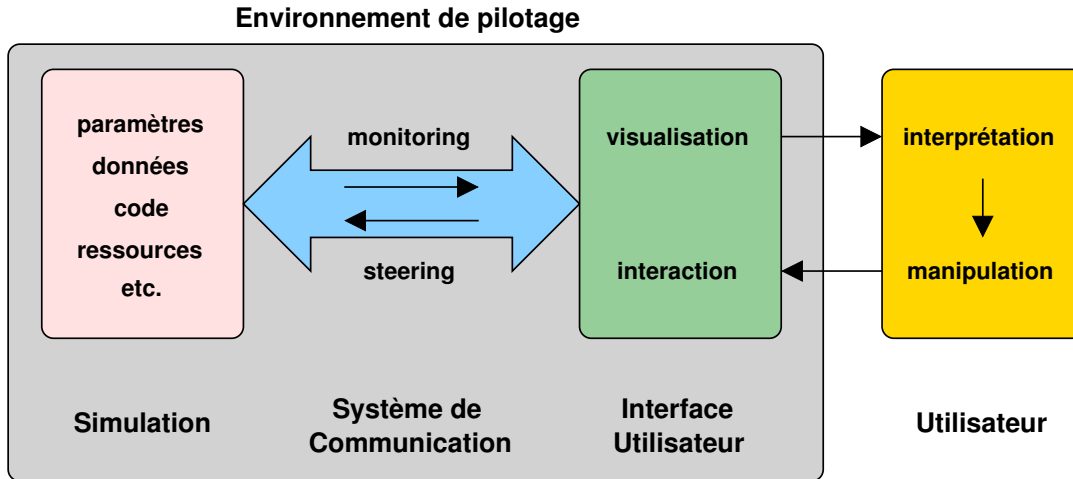 Environnement de pilotage
paramètres
données
code
ressources
etc.
monitoring
steering
visualisation
interaction
interprétation
manipulation
Simulation
Système de
Communication
Interface
Utilisateur
Utilisateur